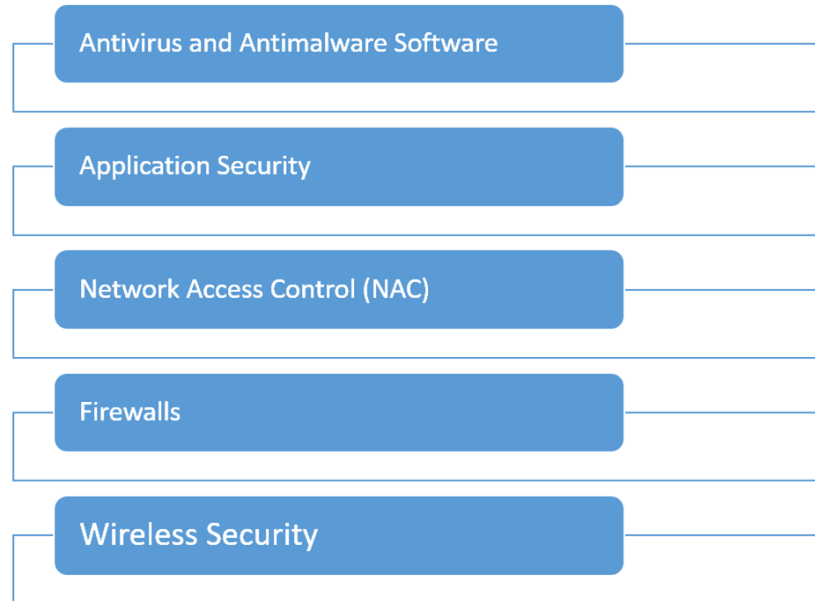 Antivirus and Antimalware Software
Application Security
Network Access Control (NAC)
Firewalls
Wireless Security